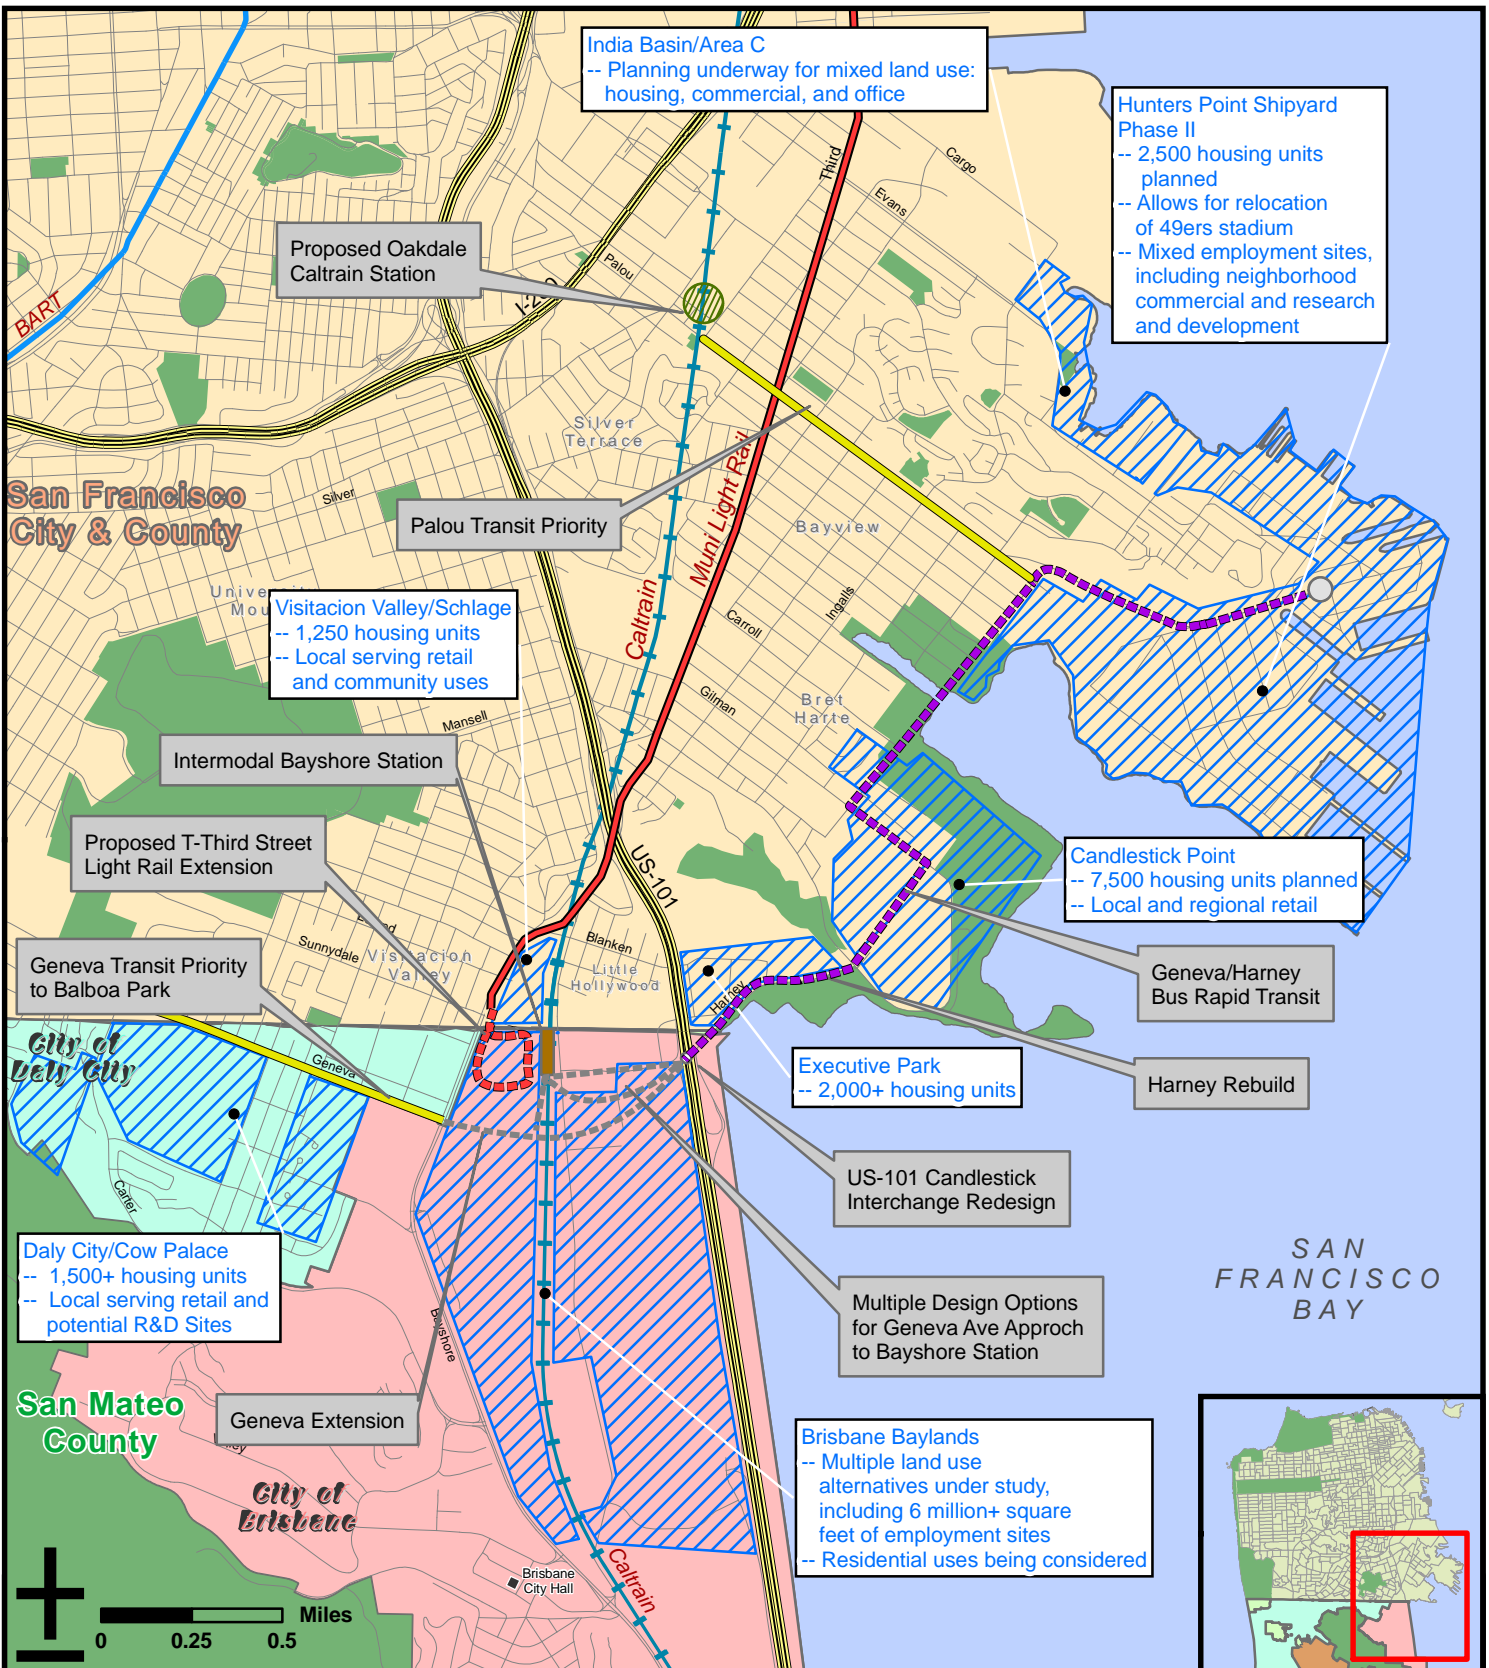 India Basin/Area C
-- Planning underway for mixed land use:
housing, commercial, and office
Hunters Point Shipyard
Phase II
-- 2,500 housing units
planned
-- Allows for relocation
of 49ers stadium
-- Mixed employment sites,
including neighborhood
commercial and research
and development
Third
Cargo
Evans
Proposed Oakdale
Caltrain Station
Palou
BART
Silver
Terrace
San Francisco
City & County
Silver
Palou Transit Priority
Muni Light Rail
Bayview
Caltrain
Visitacion Valley/Schlage
-- 1,250 housing units
-- Local serving retail
and community uses
Carroll
Ingalls
Gilman
Bret
Harte
Mansell
Intermodal Bayshore Station
Proposed T-Third Street
Light Rail Extension
US-101
Candlestick Point
-- 7,500 housing units planned
-- Local and regional retail
Sunnydale
Visitacion
Valley
Blanken
Little
Hollywood
Geneva Transit Priority
to Balboa Park
Harney
Geneva/Harney
Bus Rapid Transit
City of
Daly City
Geneva
Executive Park
-- 2,000+ housing units
Harney Rebuild
US-101 Candlestick
Interchange Redesign
Carter
Daly City/Cow Palace
-- 1,500+ housing units
-- Local serving retail and
potential R&D Sites
SAN
FRANCISCO
BAY
Multiple Design Options
for Geneva Ave Approch
to Bayshore Station
Bayshore
San Mateo
County
Geneva Extension
Brisbane Baylands
-- Multiple land use
alternatives under study,
including 6 million+ square
feet of employment sites
-- Residential uses being considered
City of
Brisbane
Caltrain
Brisbane
City Hall
Miles
0 0.25 0.5